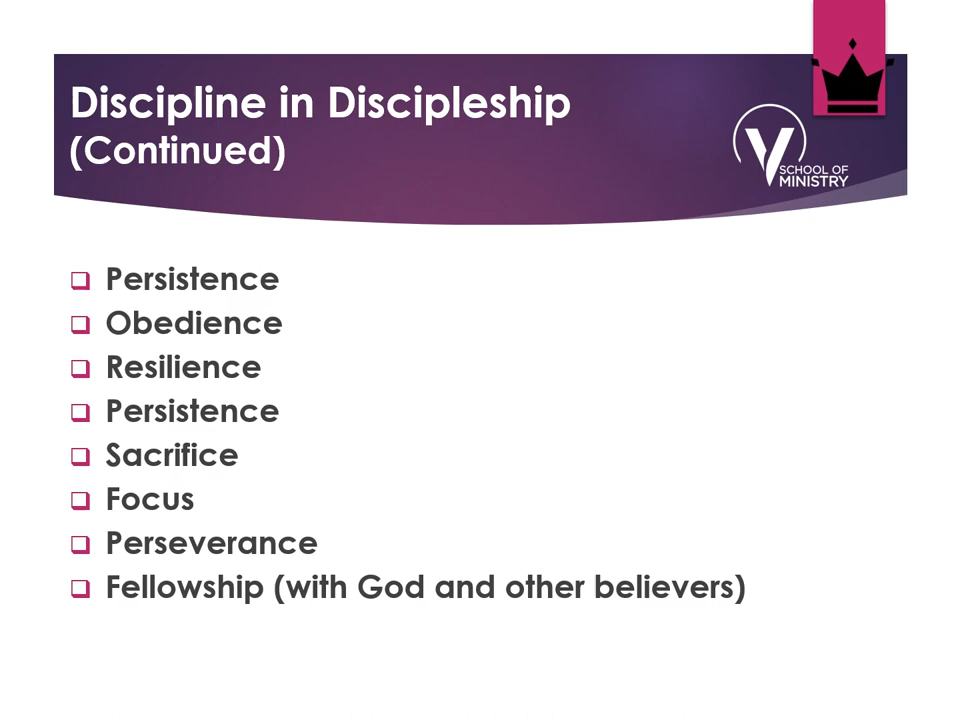 Discipline in Discipleship
(Continued)
V SCHOOL OF
MINISTRY
Persistence
Obedience
Resilience
Persistence
Sacrifice
Focus
Perseverance
Fellowship (with God and other believers)